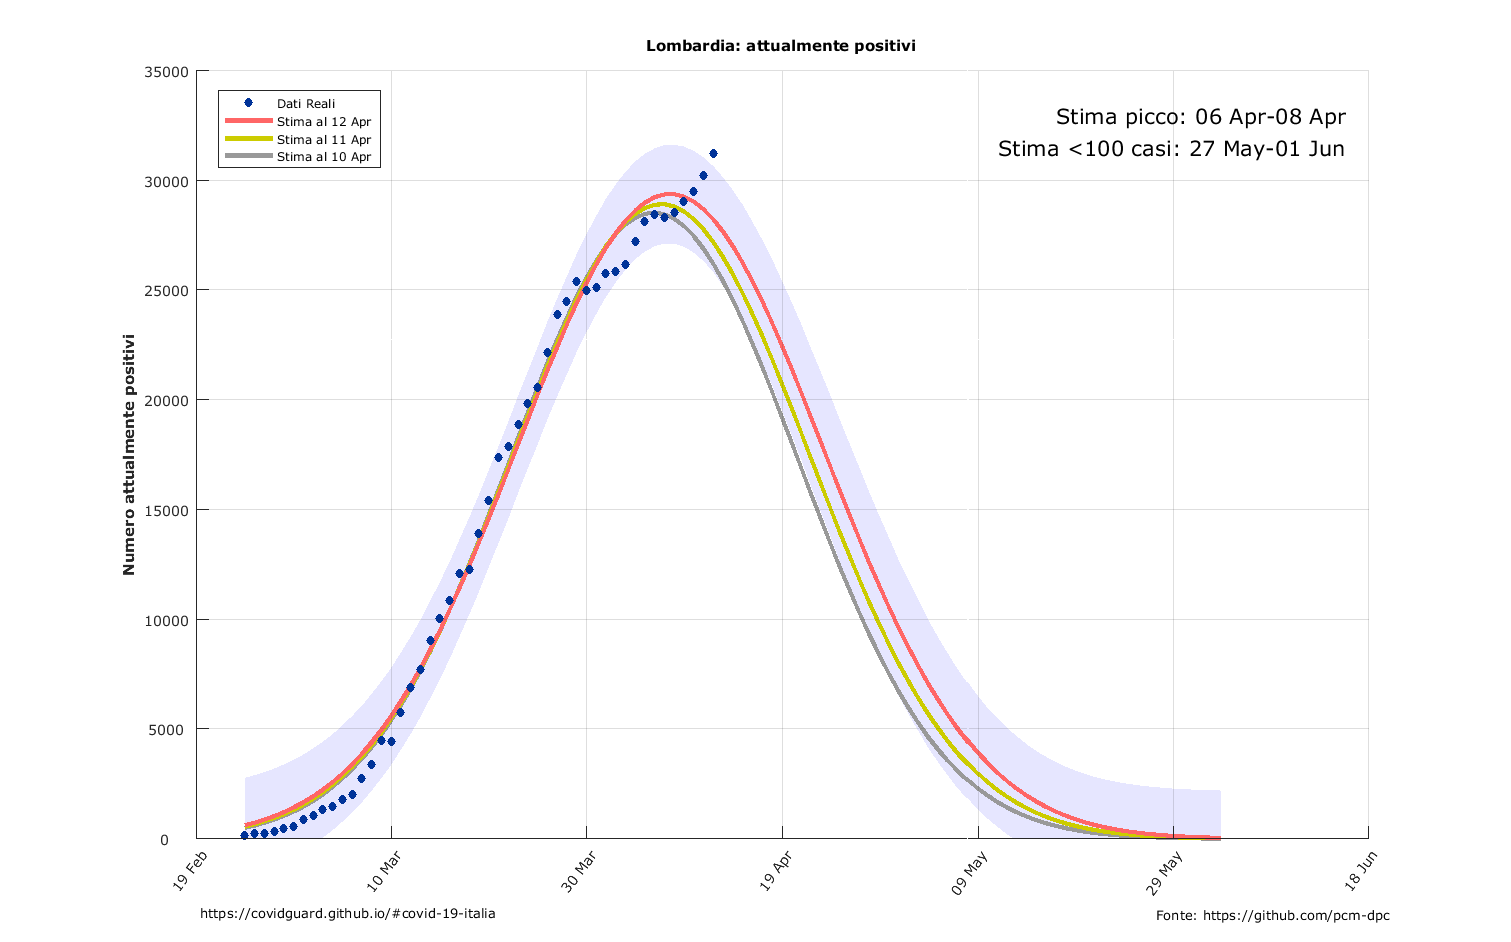 Lombardia: attualmente positivi
35000
30000
25000
20000
15000
10000
5000
0
Numero attualmente positivi
Dati Reali
Stima al 12 Apr
Stima al 11 Apr
Stima al 10 Apr
Stima picco: 06 Apr-08 Apr
Stima <100 casi: 27 May-01 Jun
19 Feb
10 Mar
30 Mar
19 Apr
09 May
29 May
18 Jun
https://covidguard.github.io/#covid-19-italia
Fonte: https://github.com/pcm-dpc